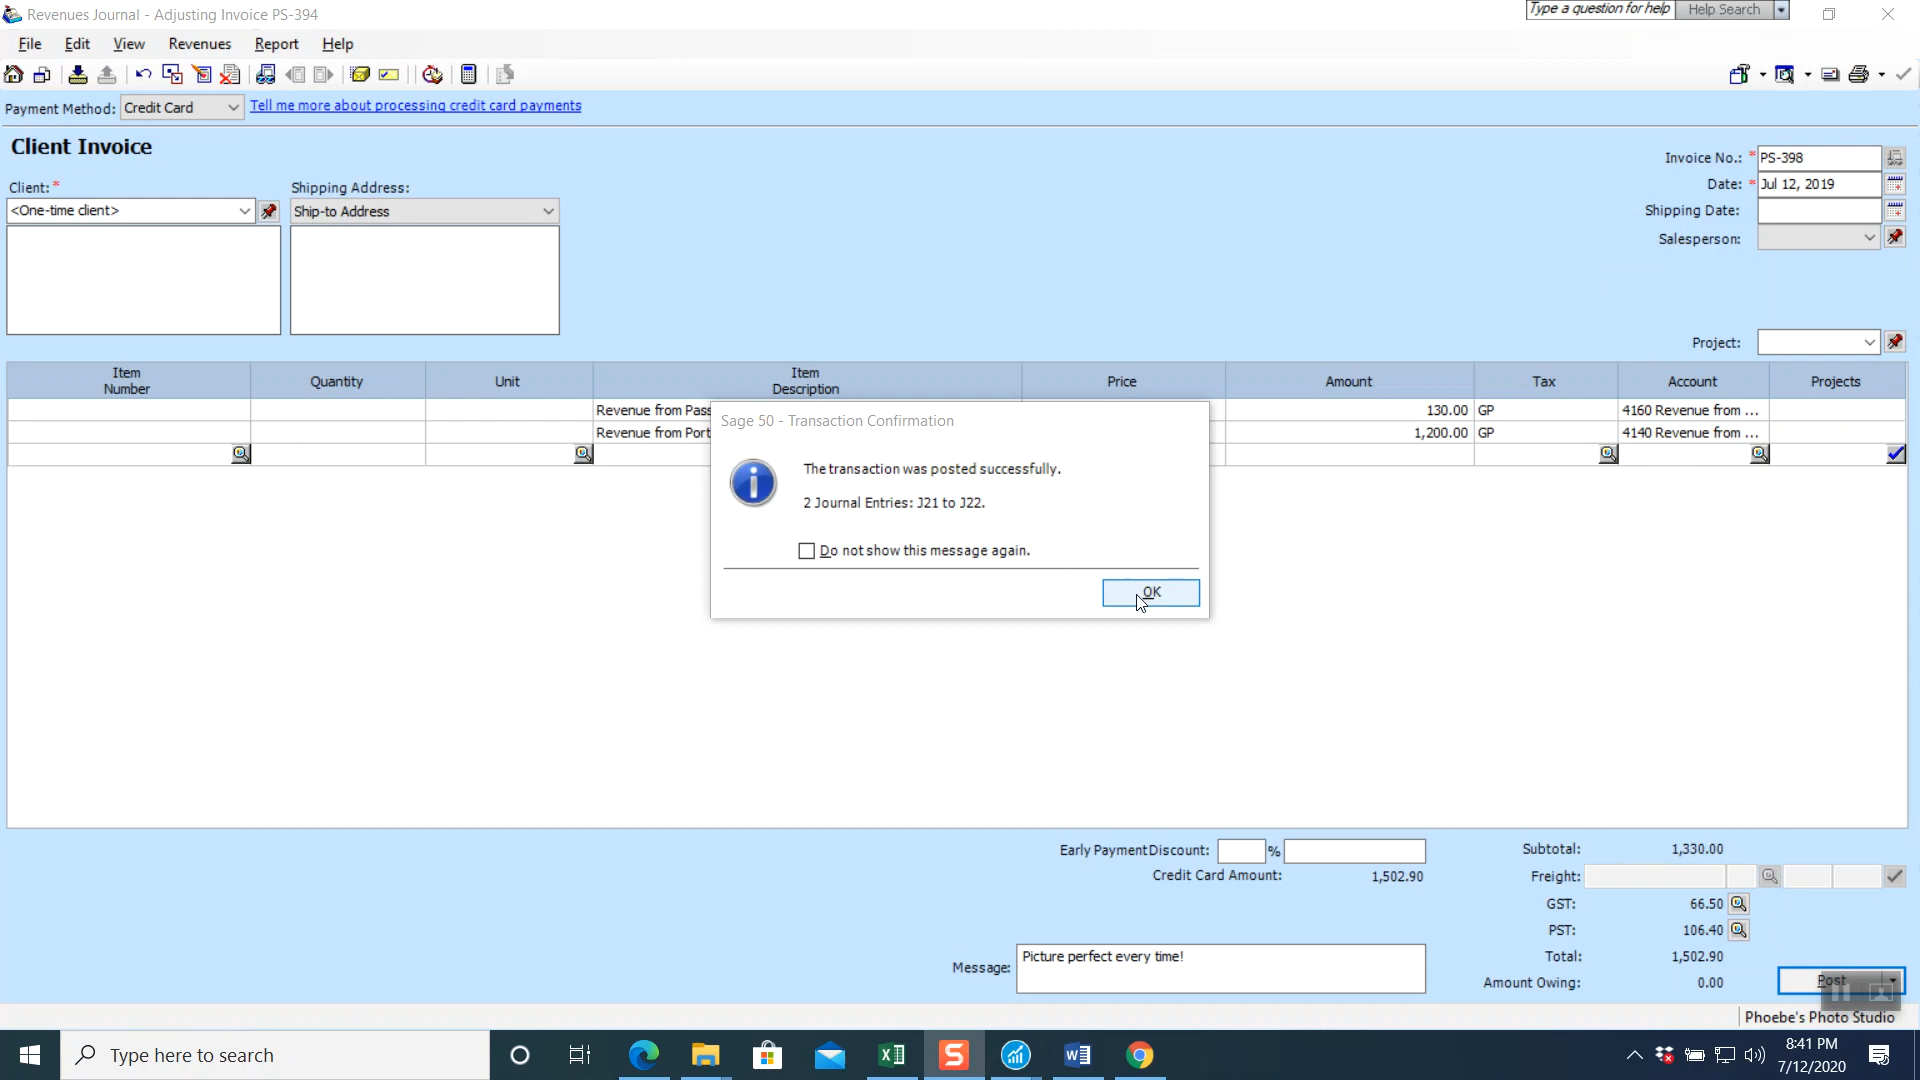 Revenues Journal - Adjusting Invoice PS-394
Type a question for help
Help Search
File Edit View Revenues Report Help
Payment Method: Credit Card Tell me more about processing credit card payments
Client Invoice
Invoice No.: * PS-398
Date: * Jul 12, 2019
Client: * Shipping Address:
<One-time client> Ship-to Address
Shipping Date:
Salesperson:
Project:
Item Number Quantity Unit Item Description Price Amount Tax Account Projects
Revenue from Pass 130.00 GP 4160 Revenue from ...
Revenue from Port 1,200.00 GP 4140 Revenue from ...
Sage 50 - Transaction Confirmation
The transaction was posted successfully.
2 Journal Entries: J21 to J22.
Do not show this message again.
OK
Early Payment Discount: %
Credit Card Amount: 1,502.90
Subtotal: 1,330.00
Freight:
GST: 66.50
PST: 106.40
Total: 1,502.90
Amount Owing: 0.00
Message: Picture perfect every time!
Post
Phoebe's Photo Studio
Type here to search
8:41 PM
7/12/2020